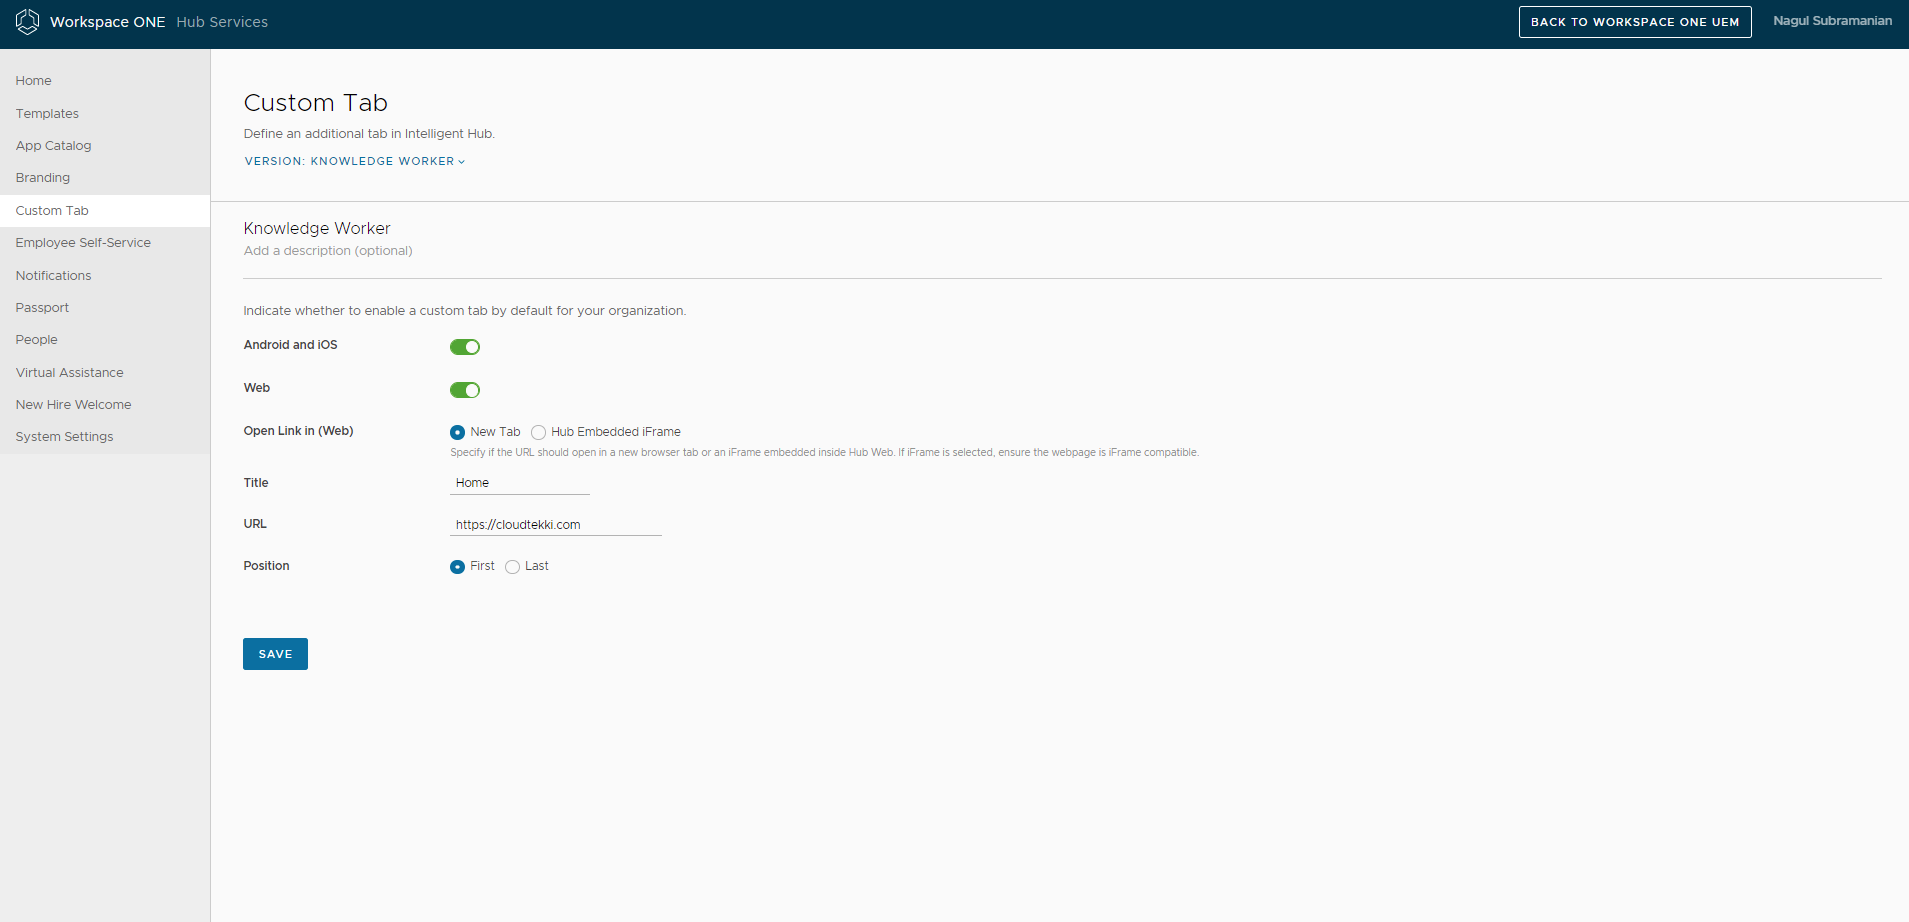 Workspace ONE Hub Services
BACK TO WORKSPACE ONE UEM
Nagul Subramanian
Home
Templates
App Catalog
Branding
Custom Tab
Employee Self-Service
Notifications
Passport
People
Virtual Assistance
New Hire Welcome
System Settings
Custom Tab
Define an additional tab in Intelligent Hub.
VERSION: KNOWLEDGE WORKER
Knowledge Worker
Add a description (optional)
Indicate whether to enable a custom tab by default for your organization.
Android and iOS
Web
Open Link in (Web)
New Tab Hub Embedded iFrame
Specify if the URL should open in a new browser tab or an iFrame embedded inside Hub Web. If iFrame is selected, ensure the webpage is iFrame compatible.
Title Home
URL https://cloudtekki.com
Position First Last
SAVE